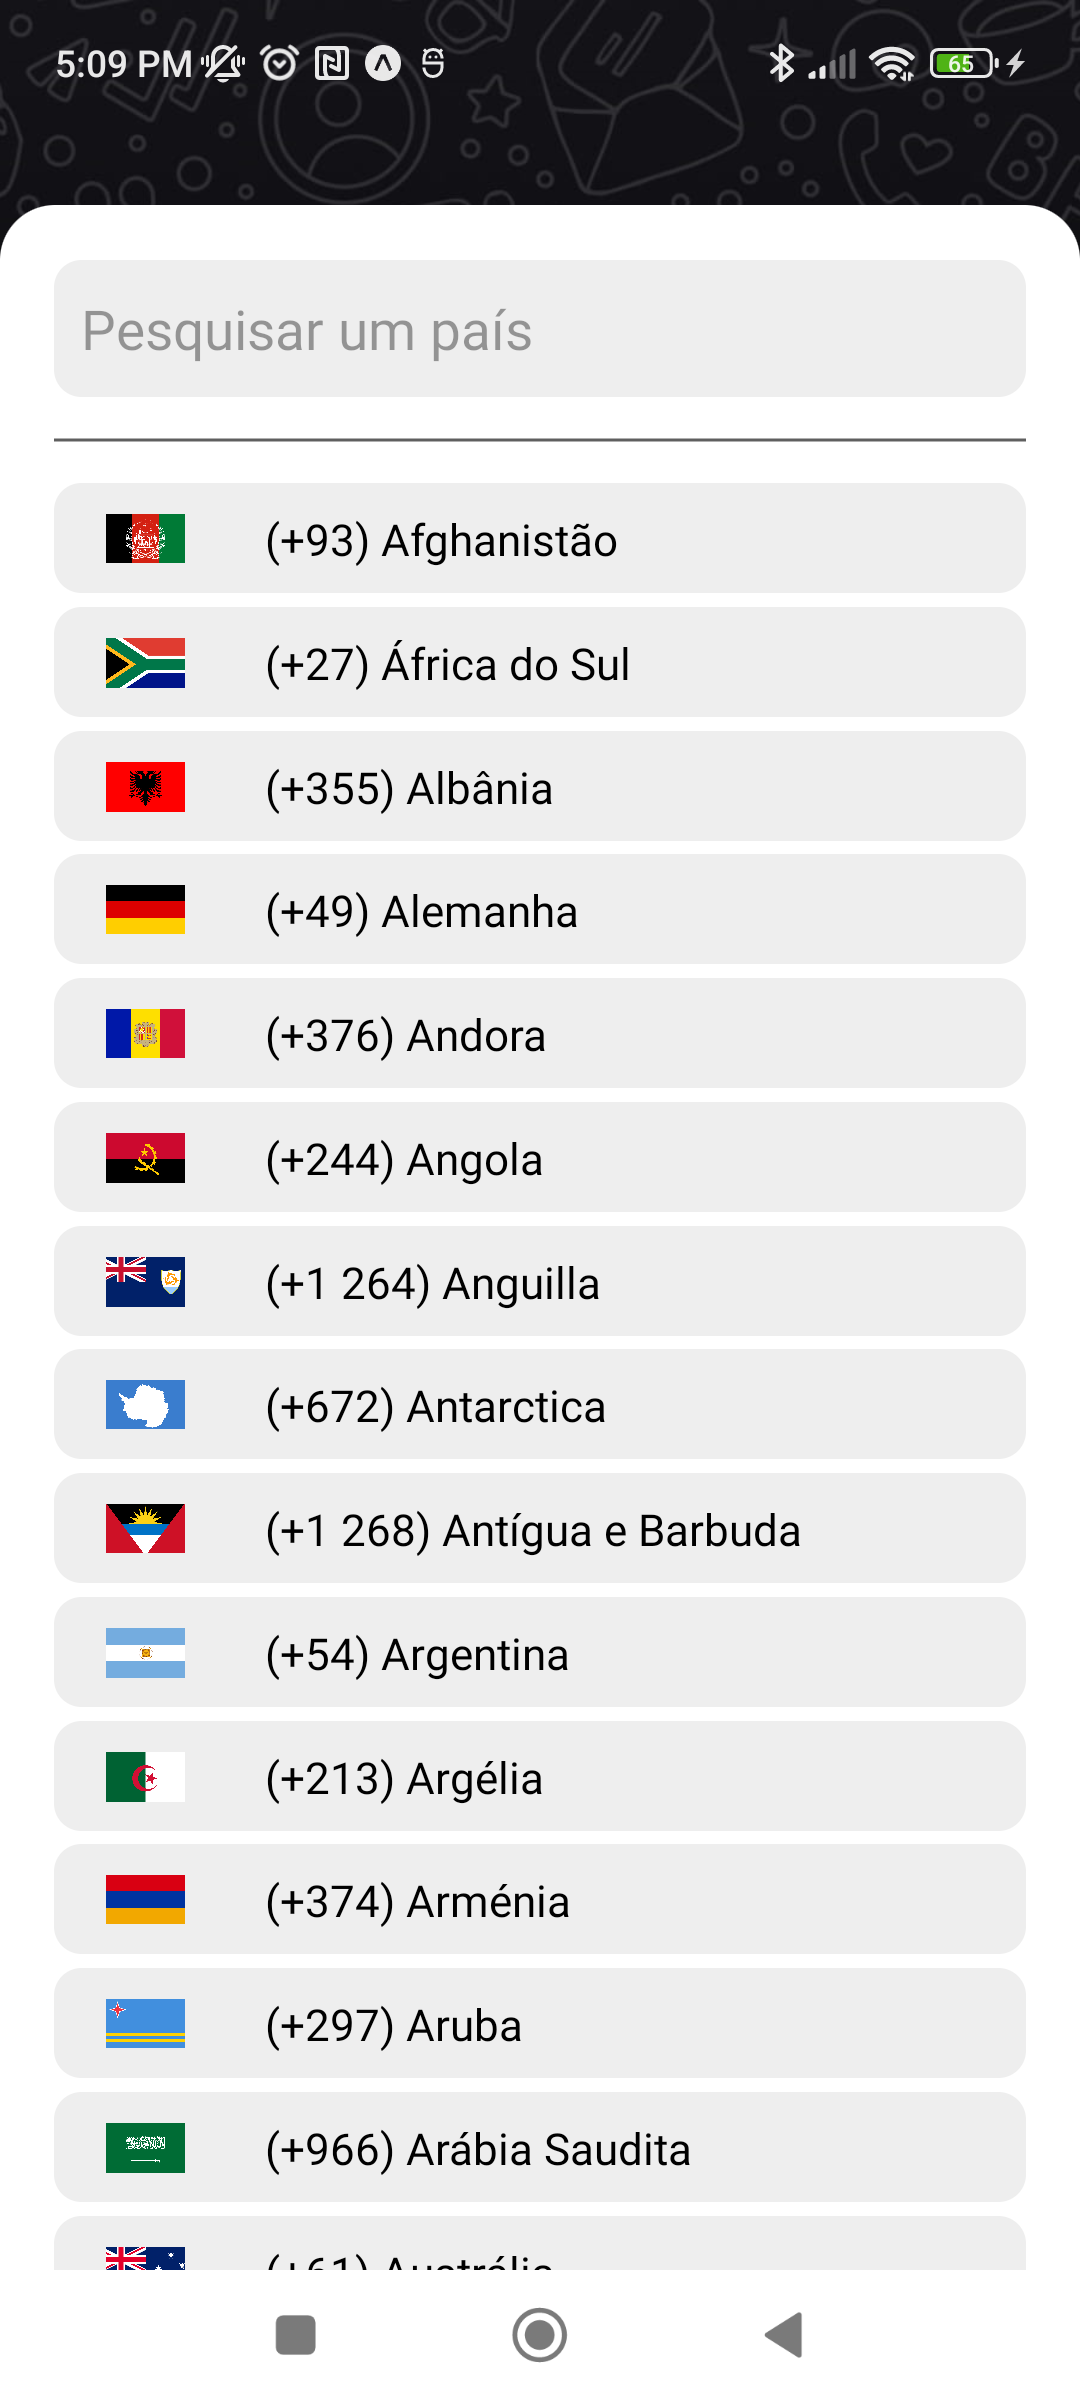 5:09 PM
65
Pesquisar um país
(+93) Afghanistão
(+27) África do Sul
(+355) Albânia
(+49) Alemanha
(+376) Andora
(+244) Angola
(+1 264) Anguilla
(+672) Antarctica
(+1 268) Antígua e Barbuda
(+54) Argentina
(+213) Argélia
(+374) Arménia
(+297) Aruba
(+966) Arábia Saudita
(+61) Austrália